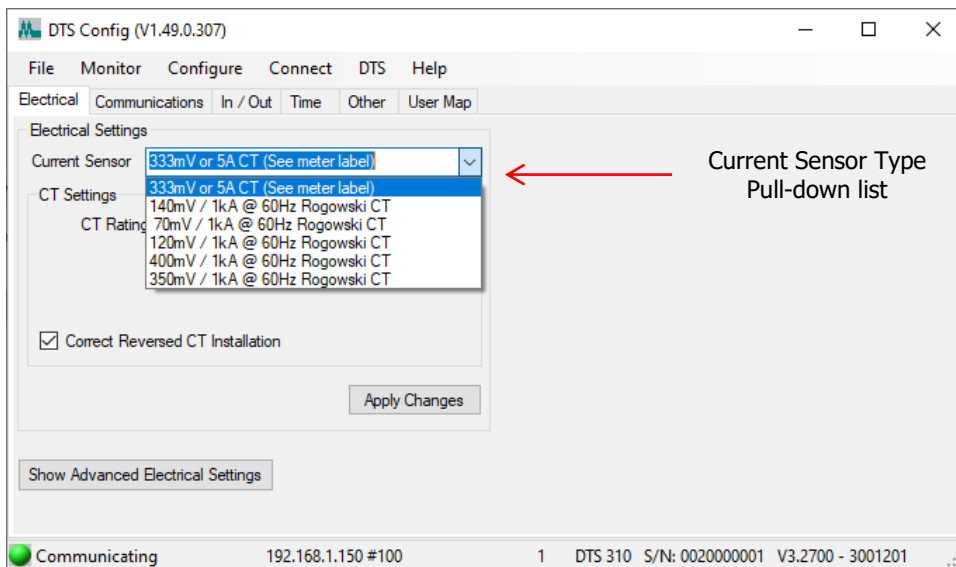 DTS Config (V1.49.0.307)
File Monitor Configure Connect DTS Help
Electrical Communications In / Out Time Other User Map
Electrical Settings
Current Sensor 333mV or 5A CT (See meter label)
333mV or 5A CT (See meter label)
140mV / 1kA @ 60Hz Rogowski CT
70mV / 1kA @ 60Hz Rogowski CT
120mV / 1kA @ 60Hz Rogowski CT
400mV / 1kA @ 60Hz Rogowski CT
350mV / 1kA @ 60Hz Rogowski CT
CT Settings
CT Rating
Current Sensor Type
Pull-down list
Correct Reversed CT Installation
Apply Changes
Show Advanced Electrical Settings
Communicating 192.168.1.150 #100 1 DTS 310 S/N: 0020000001 V3.2700 - 3001201